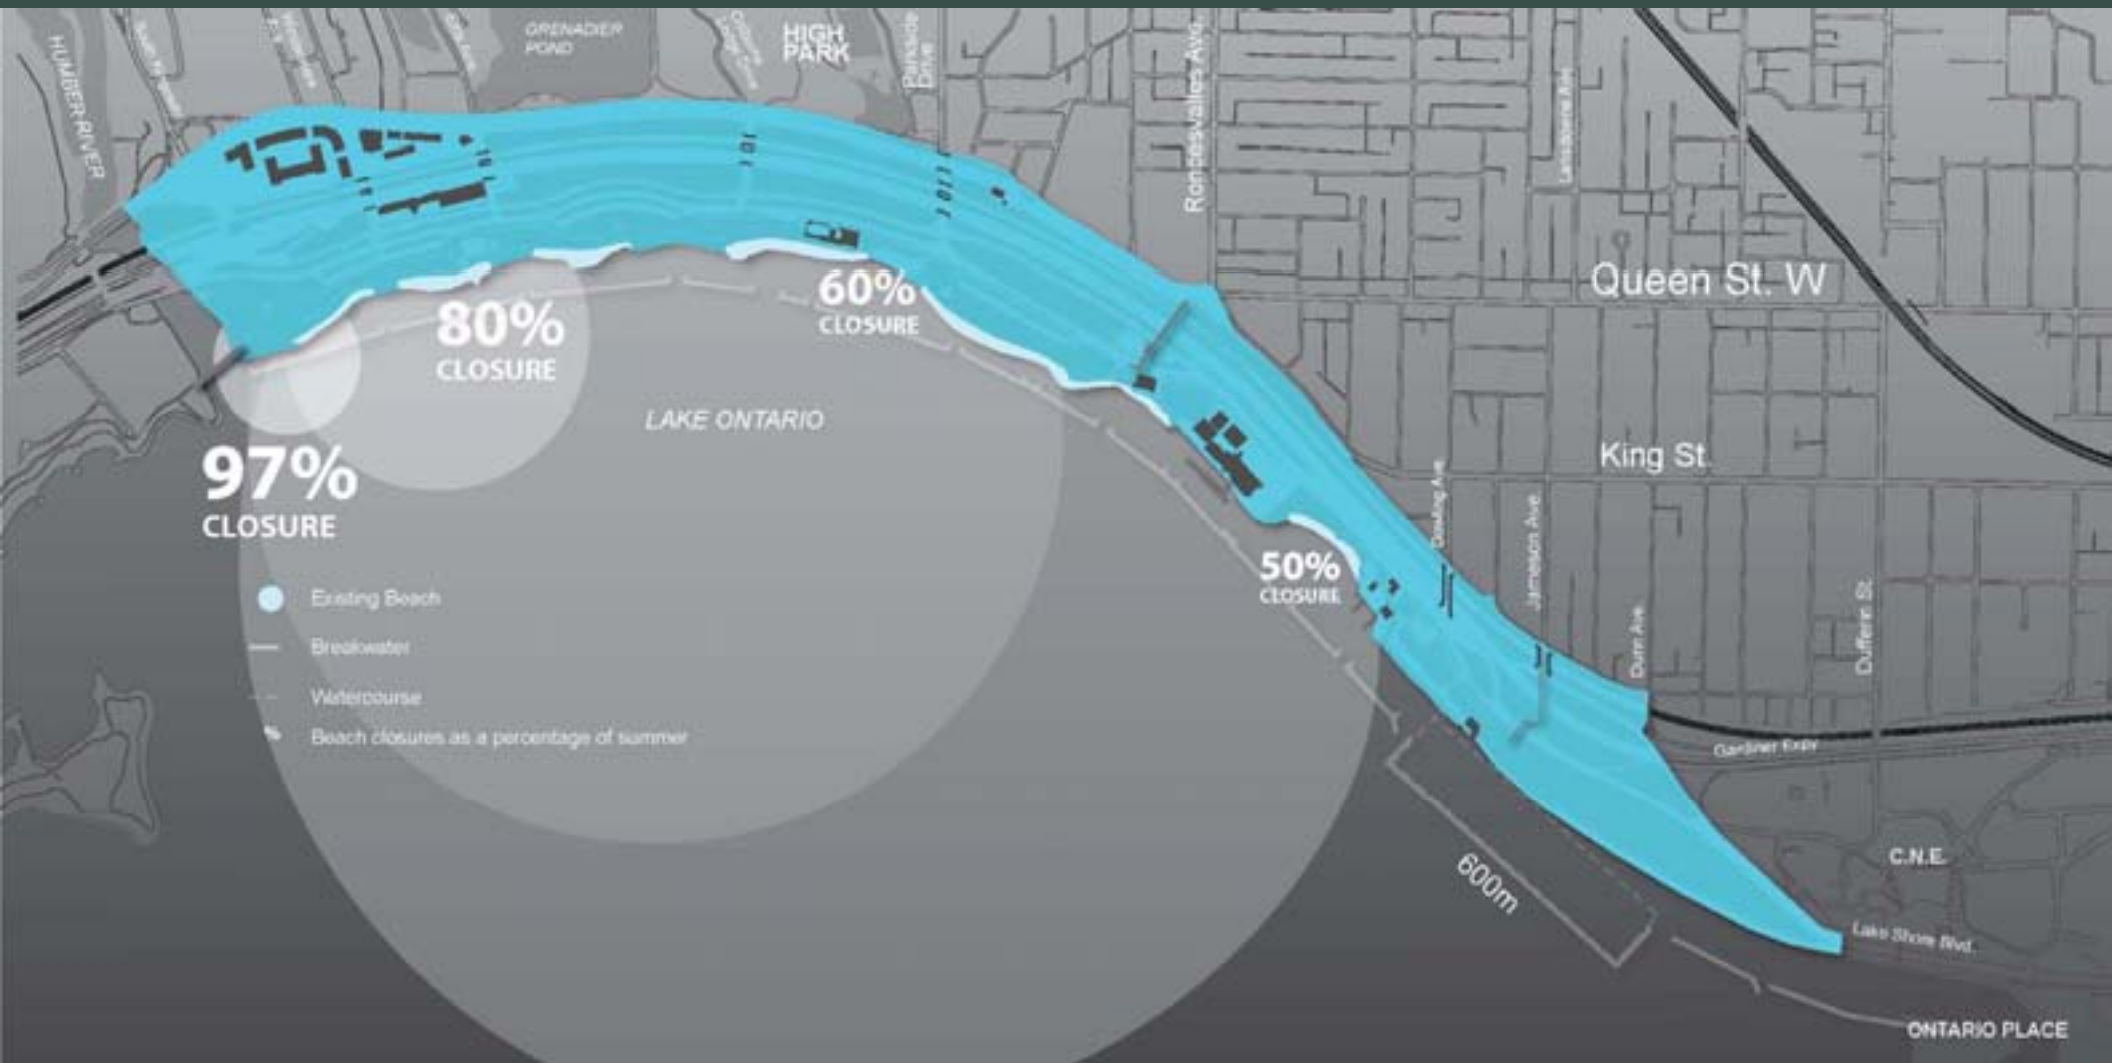 HUMBER RIVER
GRENADIER
POND
HIGH
PARK
Parkside
Drive
Roncesvalles Ave.
Lansdowne Ave.
Queen St. W
King St.
80%
CLOSURE
60%
CLOSURE
LAKE ONTARIO
97%
CLOSURE
50%
CLOSURE
Dowling Ave.
Jameson Ave.
Dunn Ave.
Dufferin St.
Existing Beach
Breakwater
Watercourse
% Beach closures as a percentage of summer
Gardiner Expy
600m
C.N.E.
Lake Shore Blvd.
ONTARIO PLACE